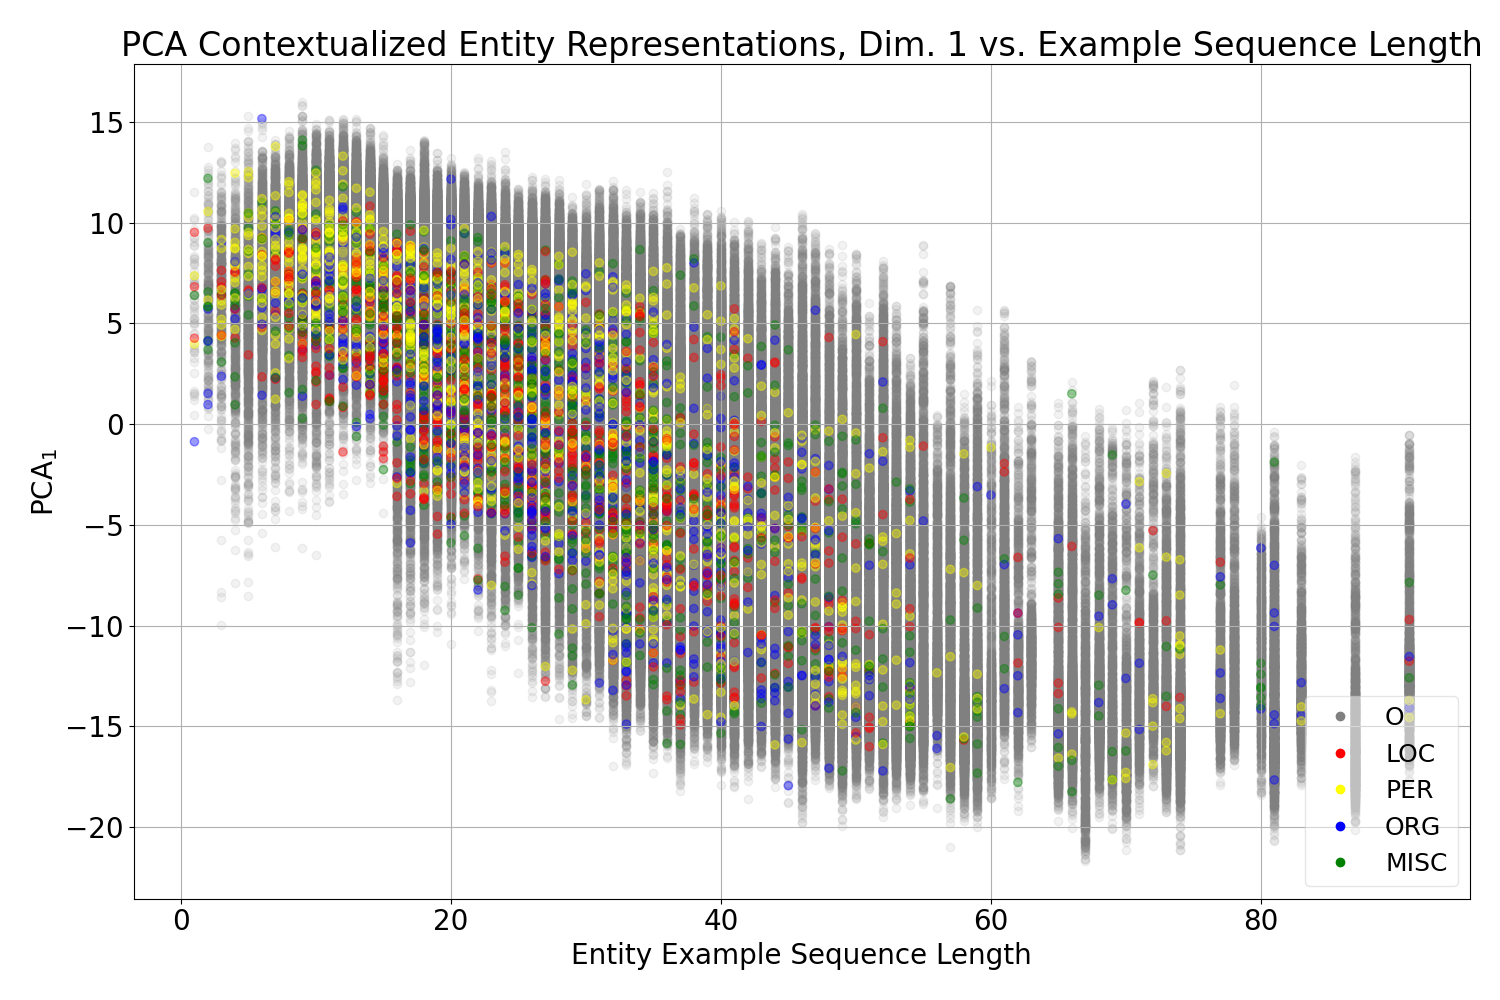 PCA Contextualized Entity Representations, Dim. 1 vs. Example Sequence Length
15
10
5
0
−5
−10
−15
−20
PCA₁
0 20 40 60 80
Entity Example Sequence Length
O
LOC
PER
ORG
MISC